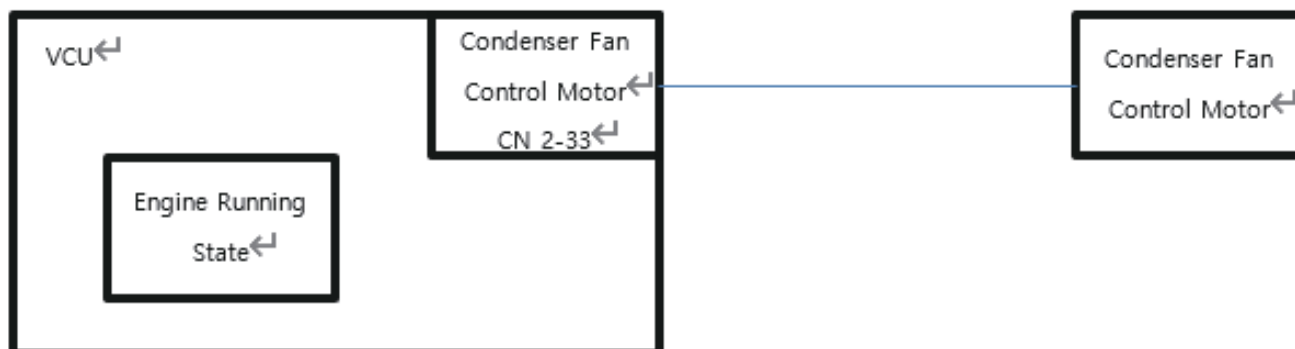 VCU↵
Condenser Fan
Control Motor↵
CN 2-33↵
Engine Running
State↵
Condenser Fan
Control Motor↵